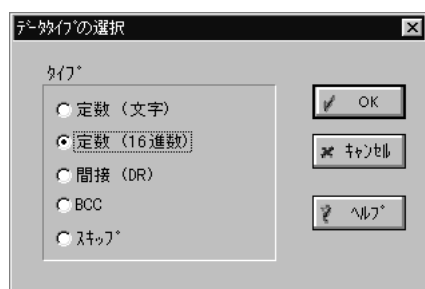 ﾃﾞｰﾀﾀｲﾌﾟの選択
ﾀｲﾌﾟ
定数（文字）
定数（16進数）
間接（DR）
BCC
ｽｷｯﾌﾟ
OK
ｷｬﾝｾﾙ
ﾍﾙﾌﾟ